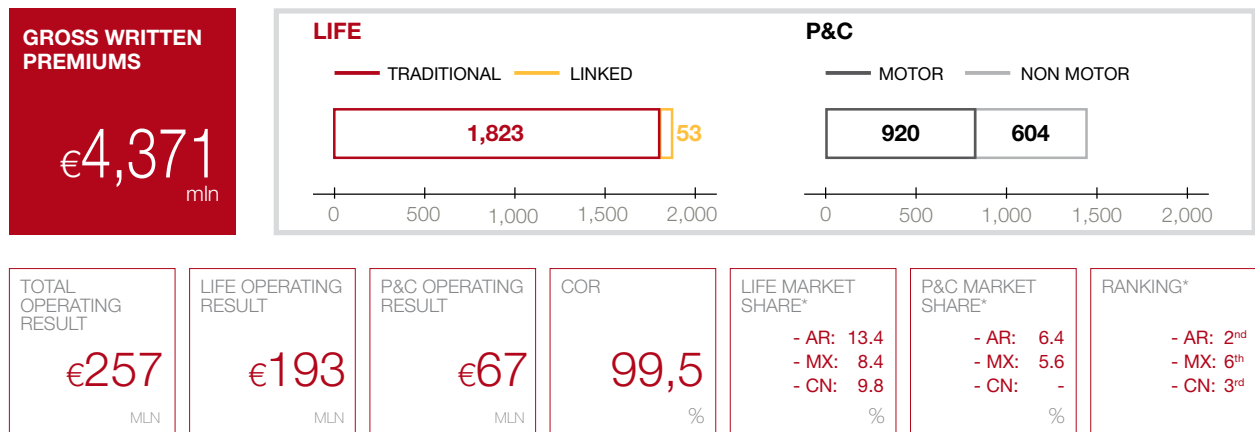 GROSS WRITTEN
PREMIUMS
€4,371
mln
LIFE
TRADITIONAL
LINKED
1,823
53
0
500
1,000
1,500
2,000
P&C
MOTOR
NON MOTOR
920
604
0
500
1,000
1,500
2,000
TOTAL
OPERATING
RESULT
€257
MLN
LIFE OPERATING
RESULT
€193
MLN
P&C OPERATING
RESULT
€67
MLN
COR
99,5
%
LIFE MARKET
SHARE*
- AR: 13.4
- MX: 8.4
- CN: 9.8
%
P&C MARKET
SHARE*
- AR: 6.4
- MX: 5.6
- CN: -
%
RANKING*
- AR: 2nd
- MX: 6th
- CN: 3rd